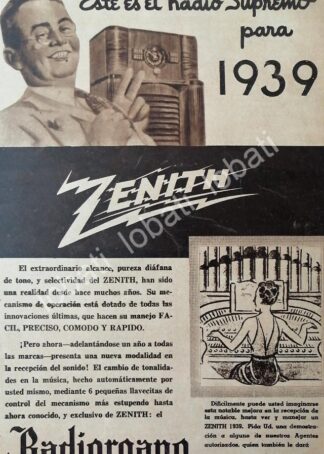 Este es el Radio Supremo
para
1939
ZENITH
lobati lobati lobati
El extraordinario alcance, pureza diáfana
de tono, y selectividad del ZENITH, han sido
una realidad desde hace muchos años. Su me-
canismo de operación está dotado de todas las
innovaciones últimas, que hacen su manejo FA-
CIL, PRECISO, COMODO Y RAPIDO.
¡Pero ahora—adelantándose un año a todas
las marcas—presenta una nueva modalidad en
la recepción del sonido! El cambio de tonalida-
des en la música, hecho automáticamente por
usted mismo, mediante 6 pequeñas llavecitas de
control del mecanismo más estupendo hasta
ahora conocido, y exclusivo de ZENITH: el
Radiorgano
Difícilmente puede usted imaginarse
esta notable mejora en la recepción de
la música, hasta ver y manejar un
ZENITH 1939. Pida Ud. una demostra-
ción a alguno de nuestros Agentes
autorizados, quien también le dará